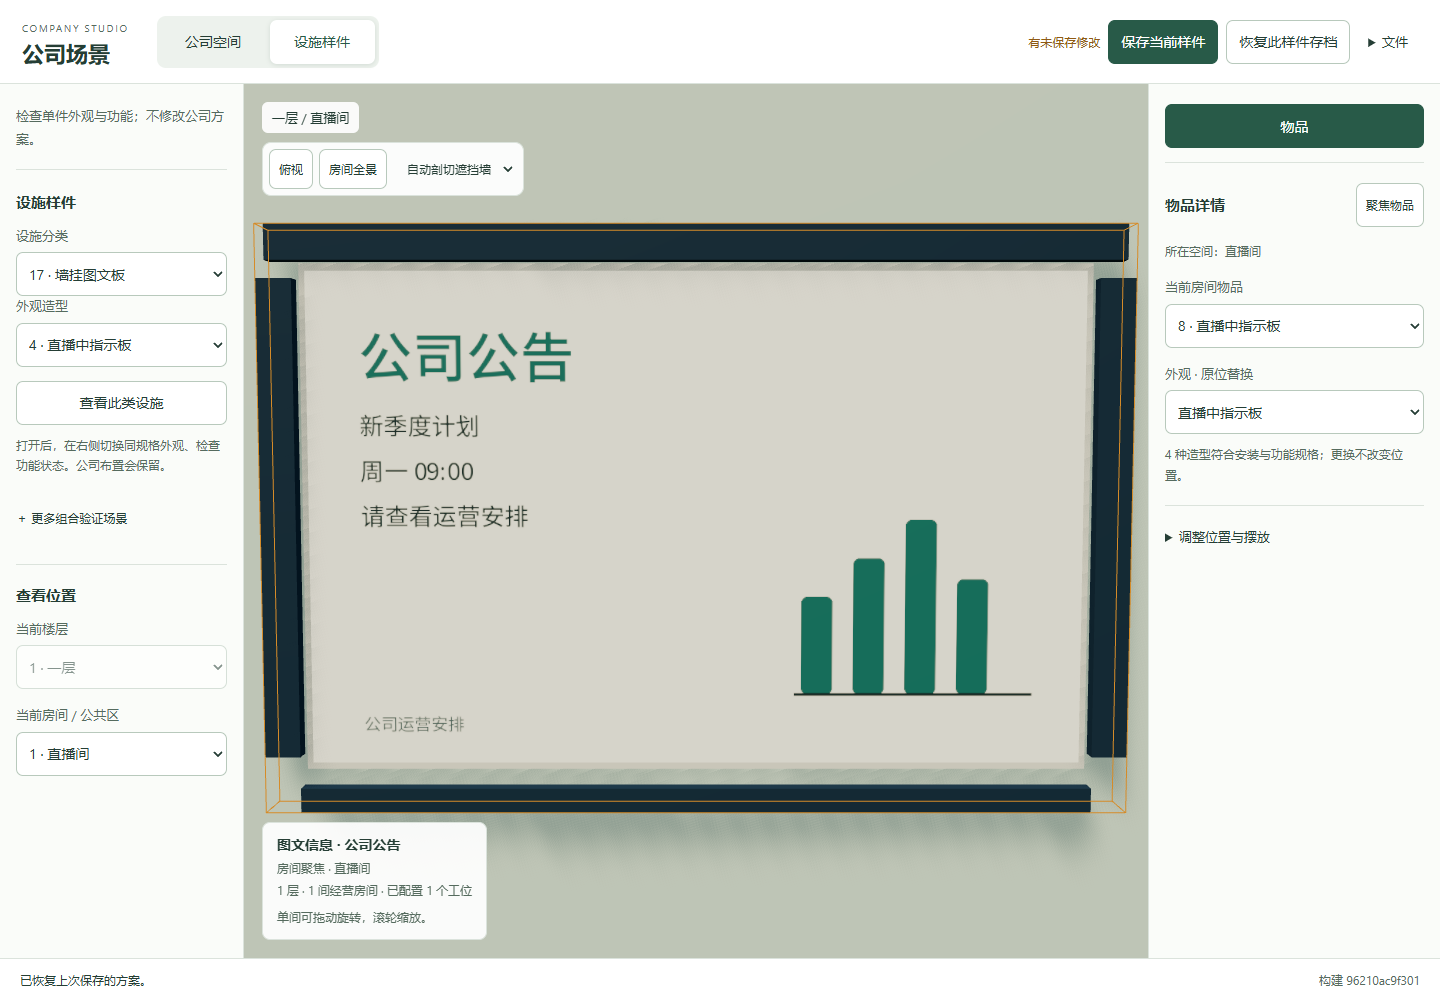 COMPANY STUDIO
公司场景
公司空间
设施样件
有未保存修改
保存当前样件
恢复此样件存档
▶ 文件
检查单件外观与功能；不修改公司方
案。
设施样件
设施分类
17 · 墙挂图文板
外观造型
4 · 直播中指示板
查看此类设施
打开后，在右侧切换同规格外观、检查
功能状态。公司布置会保留。
+ 更多组合验证场景
查看位置
当前楼层
1 · 一层
当前房间 / 公共区
1 · 直播间
一层 / 直播间
俯视
房间全景
自动剖切遮挡墙
公司公告
新季度计划
周一 09:00
请查看运营安排
公司运营安排
图文信息 · 公司公告
房间聚焦 · 直播间
1 层 · 1 间经营房间 · 已配置 1 个工位
单间可拖动旋转，滚轮缩放。
物品
物品详情
聚焦物品
所在空间：直播间
当前房间物品
8 · 直播中指示板
外观 · 原位替换
直播中指示板
4 种造型符合安装与功能规格；更换不改变位
置。
▶ 调整位置与摆放
已恢复上次保存的方案。
构建 96210ac9f301